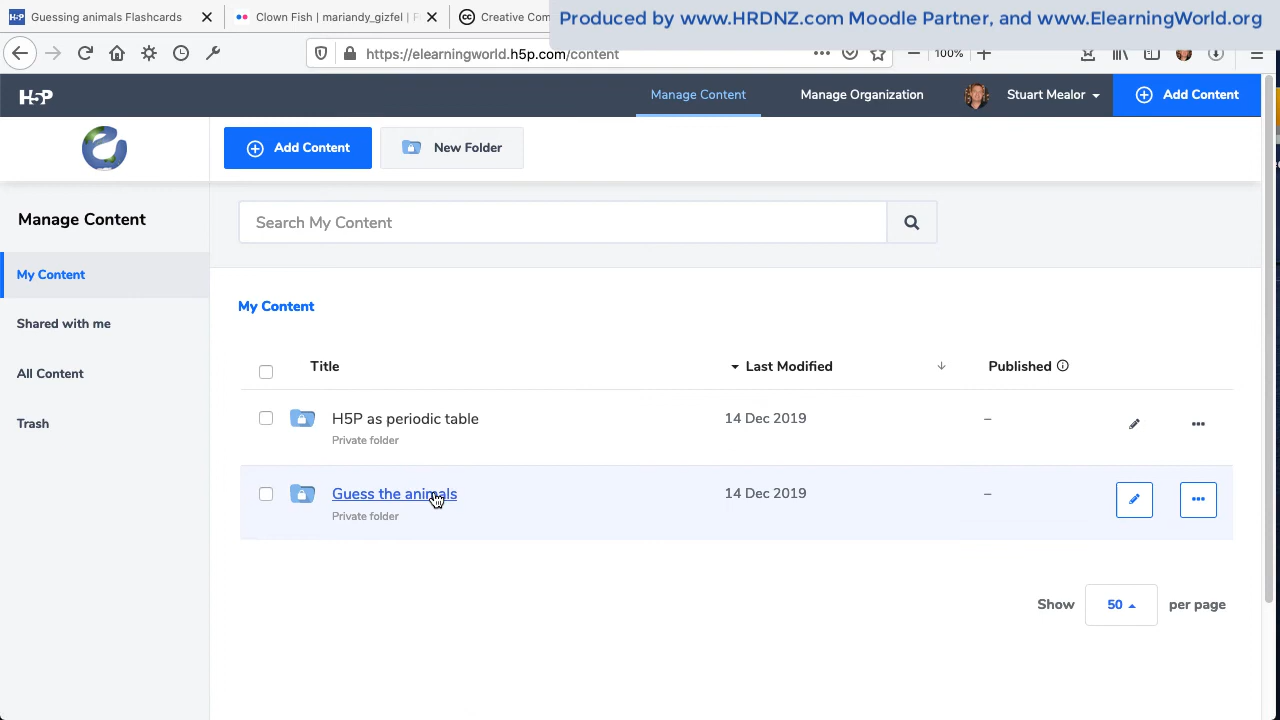 Guessing animals Flashcards
Clown Fish | mariandy_gizfel | F
Creative Com
Produced by www.HRDNZ.com Moodle Partner, and www.ElearningWorld.org
https://elearningworld.h5p.com/content
100%
H5P
Manage Content
Manage Organization
Stuart Mealor
Add Content
Add Content
New Folder
Manage Content
Search My Content
My Content
My Content
Shared with me
All Content
Trash
Title
Last Modified
Published
H5P as periodic table
14 Dec 2019
–
Private folder
Guess the animals
14 Dec 2019
–
Private folder
Show
50
per page